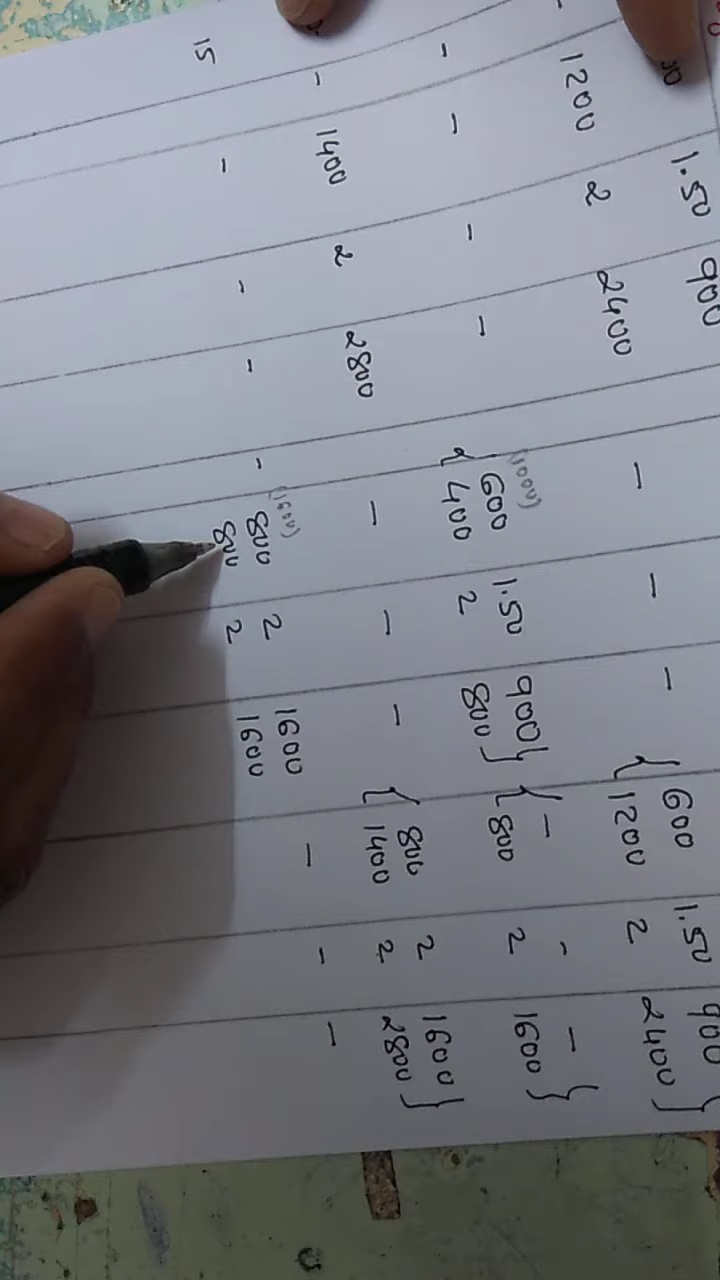 1.50 900 { 600 1.50 900 }
- 1200 2 2400 - - - 1200 2 2400
(1000)
- - - - { 600 1.50 900 } { - - - }
400 2 800 800 2 1600
- 1400 2 2800 - - - { 800 2 1600 }
1400 2 2800
(1600)
15 - - - - 800 2 1600 - - -
800 2 1600